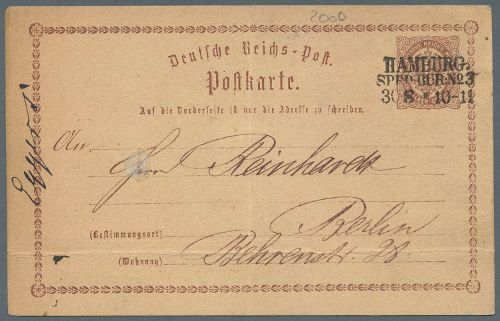 2000
Deutsche Reichs-Post.
Postkarte.
HAMBURG.
SPED-BUR. No 3
30 8 * 10-11
Auf die Vorderseite ist nur die Adresse zu schreiben.
An
Herrn Reinhardt
(Bestimmungsort) Berlin
(Wohnung) Behrenstr. 28.